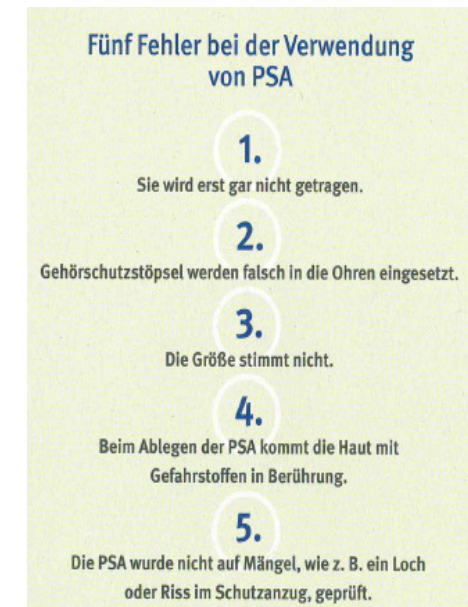 Fünf Fehler bei der Verwendung
von PSA
1.
Sie wird erst gar nicht getragen.
2.
Gehörschutzstöpsel werden falsch in die Ohren eingesetzt.
3.
Die Größe stimmt nicht.
4.
Beim Ablegen der PSA kommt die Haut mit
Gefahrstoffen in Berührung.
5.
Die PSA wurde nicht auf Mängel, wie z. B. ein Loch
oder Riss im Schutzanzug, geprüft.